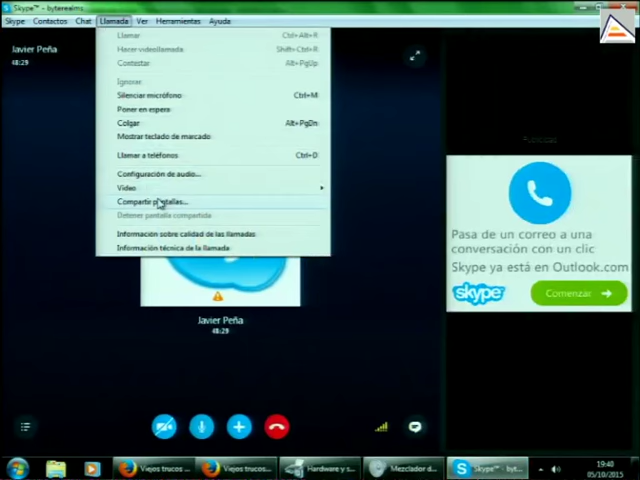 Skype™ - byterealms
Skype Contactos Chat Llamada Ver Herramientas Ayuda
Javier Peña
48:29
Llamar Ctrl+Alt+R
Hacer videollamada Shift+Ctrl+R
Contestar Alt+PgUp
Ignorar
Silenciar micrófono Ctrl+M
Poner en espera
Colgar Alt+PgDn
Mostrar teclado de marcado
Llamar a teléfonos Ctrl+D
Configuración de audio...
Vídeo
Compartir pantallas...
Detener pantalla compartida
Información sobre calidad de las llamadas
Información técnica de la llamada
Javier Peña
48:29
Pasa de un correo a una
conversación con un clic
Skype ya está en Outlook.com
skype
Comenzar
Viejos trucos ...
Viejos trucos...
Hardware y s...
Mezclador d...
Skype™ - byt...
19:40
05/10/2015